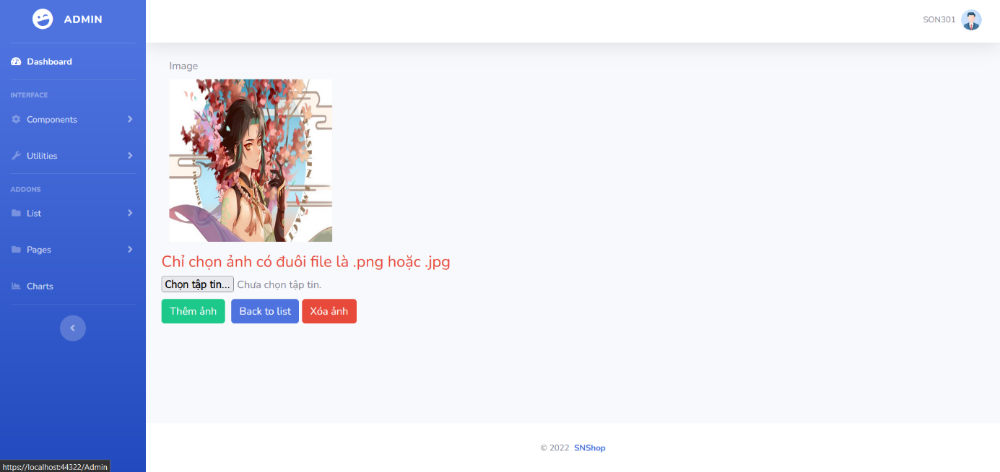 ADMIN
SON301
Dashboard
INTERFACE
Components
Utilities
ADDONS
List
Pages
Charts
Image
Chỉ chọn ảnh có đuôi file là .png hoặc .jpg
Chọn tập tin... Chưa chọn tập tin.
Thêm ảnh Back to list Xóa ảnh
© 2022 SNShop
https://localhost:44322/Admin